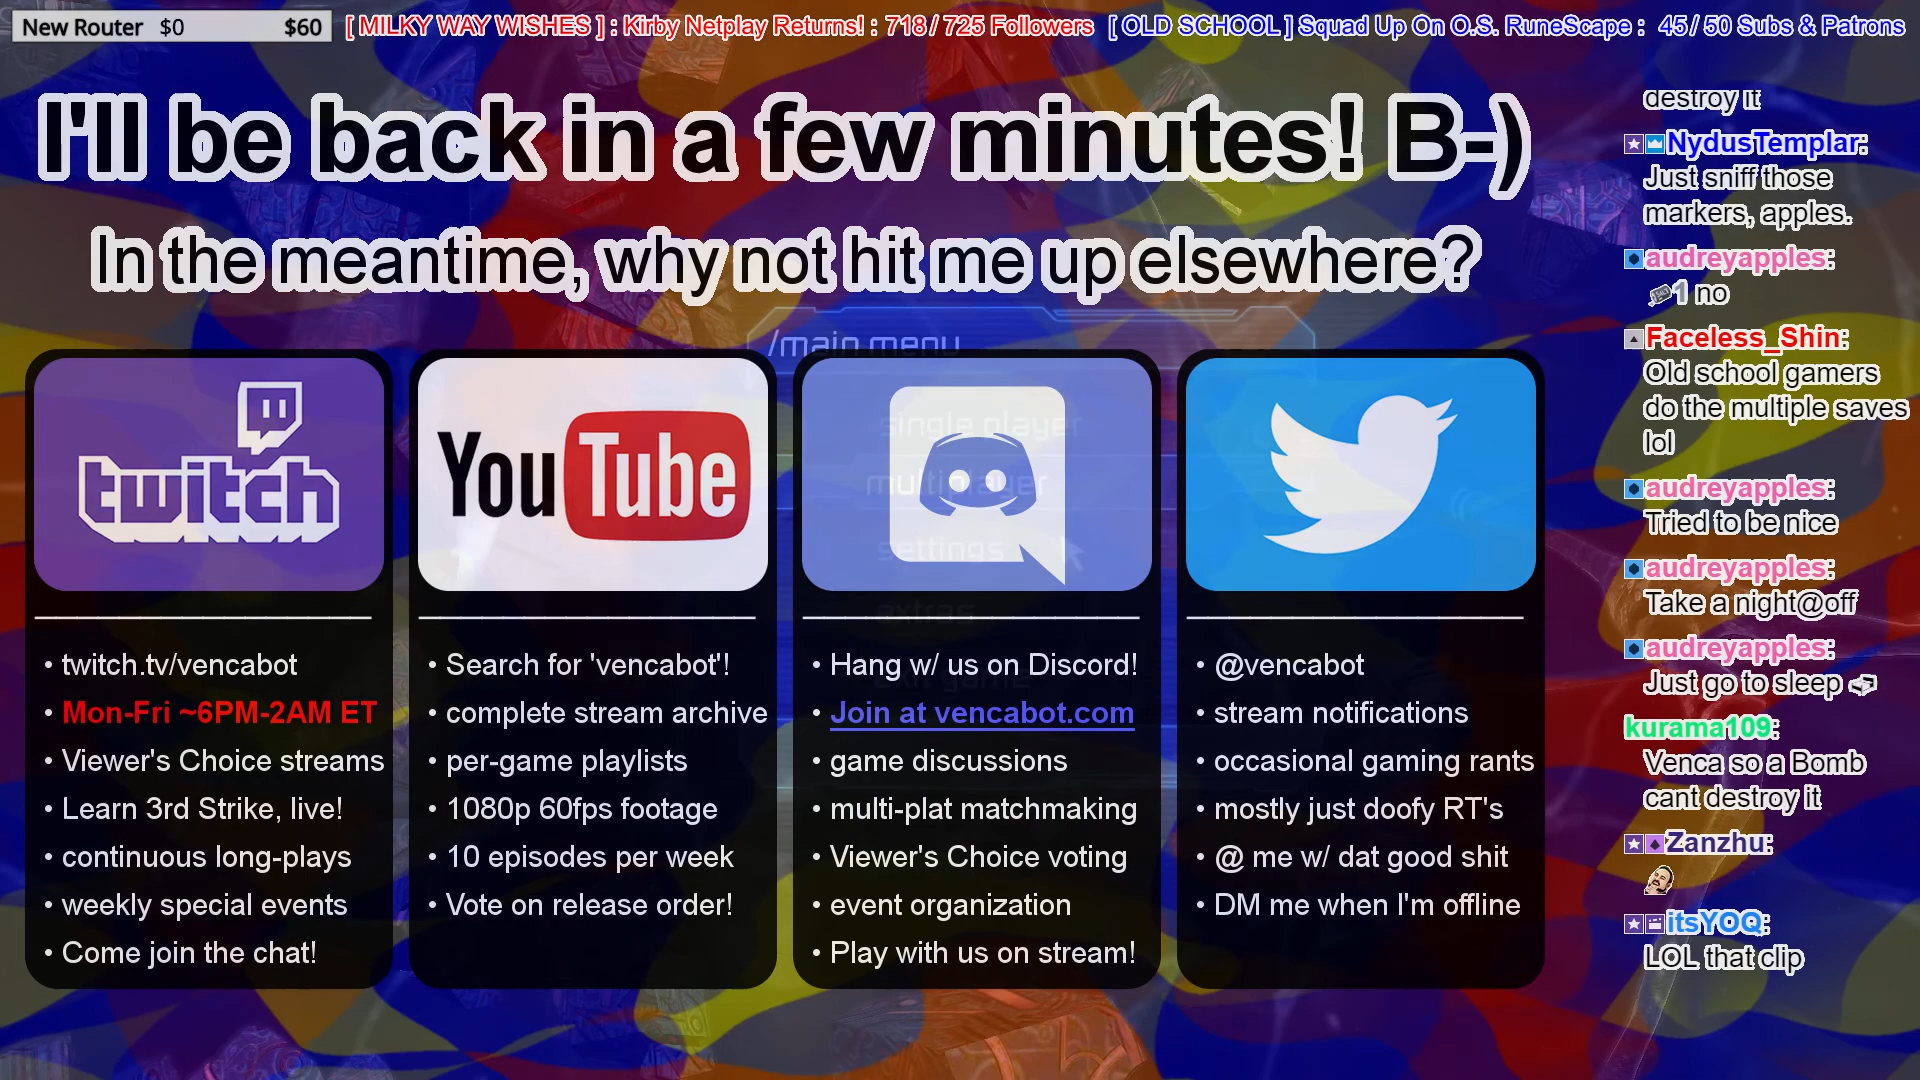 New Router $0 $60
[ MILKY WAY WISHES ] : Kirby Netplay Returns! : 718 / 725 Followers [ OLD SCHOOL ] Squad Up On O.S. RuneScape : 45 / 50 Subs & Patrons
I'll be back in a few minutes! B-)
In the meantime, why not hit me up elsewhere?
/main menu
single player
multiplayer
settings
extras
exit game
twitch
• twitch.tv/vencabot
• Mon-Fri ~6PM-2AM ET
• Viewer's Choice streams
• Learn 3rd Strike, live!
• continuous long-plays
• weekly special events
• Come join the chat!
YouTube
• Search for 'vencabot'!
• complete stream archive
• per-game playlists
• 1080p 60fps footage
• 10 episodes per week
• Vote on release order!
• Hang w/ us on Discord!
• Join at vencabot.com
• game discussions
• multi-plat matchmaking
• Viewer's Choice voting
• event organization
• Play with us on stream!
• @vencabot
• stream notifications
• occasional gaming rants
• mostly just doofy RT's
• @ me w/ dat good shit
• DM me when I'm offline
destroy it
NydusTemplar:
Just sniff those
markers, apples.
audreyapples:
1 no
Faceless_Shin:
Old school gamers
do the multiple saves
lol
audreyapples:
Tried to be nice
audreyapples:
Take a night@off
audreyapples:
Just go to sleep
kurama109:
Venca so a Bomb
cant destroy it
Zanzhu:
itsYOQ:
LOL that clip